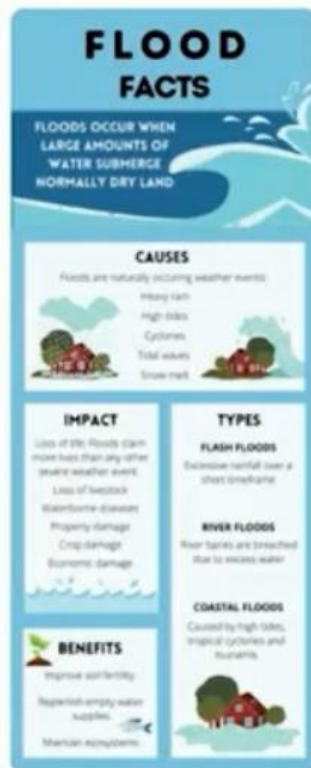 FLOOD
FACTS
FLOODS OCCUR WHEN
LARGE AMOUNTS OF
WATER SUBMERGE
NORMALLY DRY LAND
CAUSES
Floods are naturally occuring weather events
Heavy rain
High tides
Cyclones
Tidal waves
Snow melt
IMPACT
Loss of life: Floods claim
more lives than any other
severe weather event
Loss of livestock
Waterborne diseases
Property damage
Crop damage
Economic damage
BENEFITS
Improve soil fertility
Replenish empty water
supplies
Maintain ecosystems
TYPES
FLASH FLOODS
Excessive rainfall over a
short timeframe
RIVER FLOODS
River banks are breached
due to excess water
COASTAL FLOODS
Caused by high tides,
tropical cyclones and
tsunamis